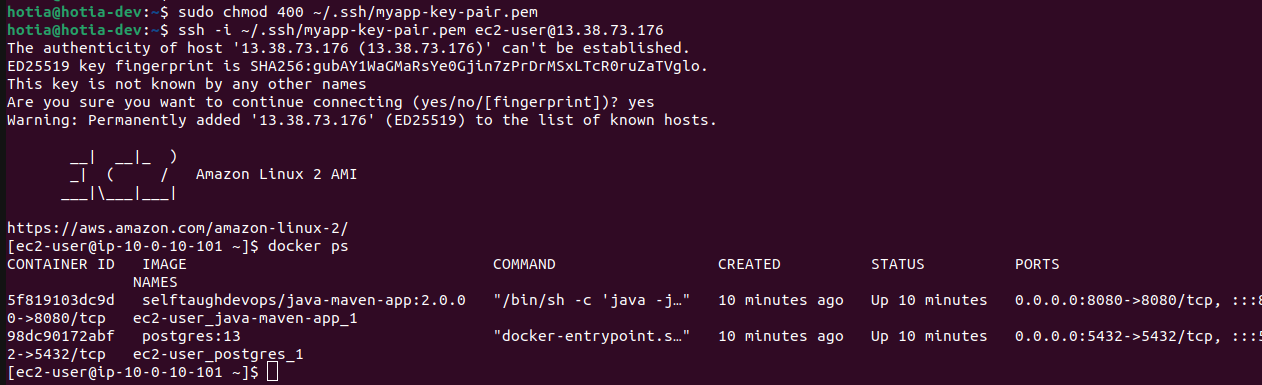 hotia@hotia-dev:~$ sudo chmod 400 ~/.ssh/myapp-key-pair.pem
hotia@hotia-dev:~$ ssh -i ~/.ssh/myapp-key-pair.pem ec2-user@13.38.73.176
The authenticity of host '13.38.73.176 (13.38.73.176)' can't be established.
ED25519 key fingerprint is SHA256:gubAY1WaGMaRsYe0Gjin7zPrDrMSxLTcR0ruZaTVglo.
This key is not known by any other names
Are you sure you want to continue connecting (yes/no/[fingerprint])? yes
Warning: Permanently added '13.38.73.176' (ED25519) to the list of known hosts.
       __|  __|_  )
       _|  (     /   Amazon Linux 2 AMI
      ___|\___|___|
https://aws.amazon.com/amazon-linux-2/
[ec2-user@ip-10-0-10-101 ~]$ docker ps
CONTAINER ID   IMAGE                                  COMMAND                  CREATED          STATUS          PORTS
              NAMES
5f819103dc9d   selftaughdevops/java-maven-app:2.0.0   "/bin/sh -c 'java -j…"   10 minutes ago   Up 10 minutes   0.0.0.0:8080->8080/tcp, :::8
0->8080/tcp   ec2-user_java-maven-app_1
98dc90172abf   postgres:13                            "docker-entrypoint.s…"   10 minutes ago   Up 10 minutes   0.0.0.0:5432->5432/tcp, :::5
2->5432/tcp   ec2-user_postgres_1
[ec2-user@ip-10-0-10-101 ~]$